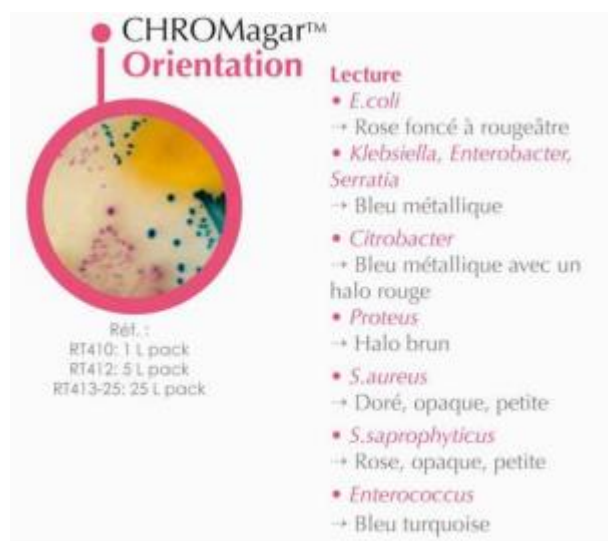 CHROMagar™
Orientation
Lecture
• E.coli
→ Rose foncé à rougeâtre
• Klebsiella, Enterobacter,
Serratia
→ Bleu métallique
• Citrobacter
→ Bleu métallique avec un
halo rouge
• Proteus
→ Halo brun
• S.aureus
→ Doré, opaque, petite
• S.saprophyticus
→ Rose, opaque, petite
• Enterococcus
→ Bleu turquoise
Réf. :
RT410: 1 L pack
RT412: 5 L pack
RT413-25: 25 L pack